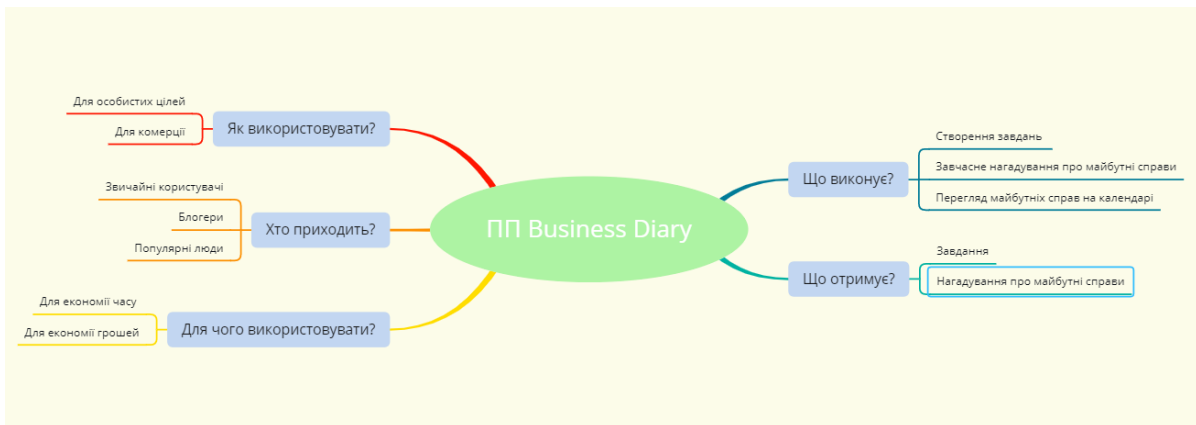 ПП Business Diary
Як використовувати?
Для особистих цілей
Для комерції
Хто приходить?
Звичайні користувачі
Блогери
Популярні люди
Для чого використовувати?
Для економії часу
Для економії грошей
Що виконує?
Створення завдань
Завчасне нагадування про майбутні справи
Перегляд майбутніх справ на календарі
Що отримує?
Завдання
Нагадування про майбутні справи